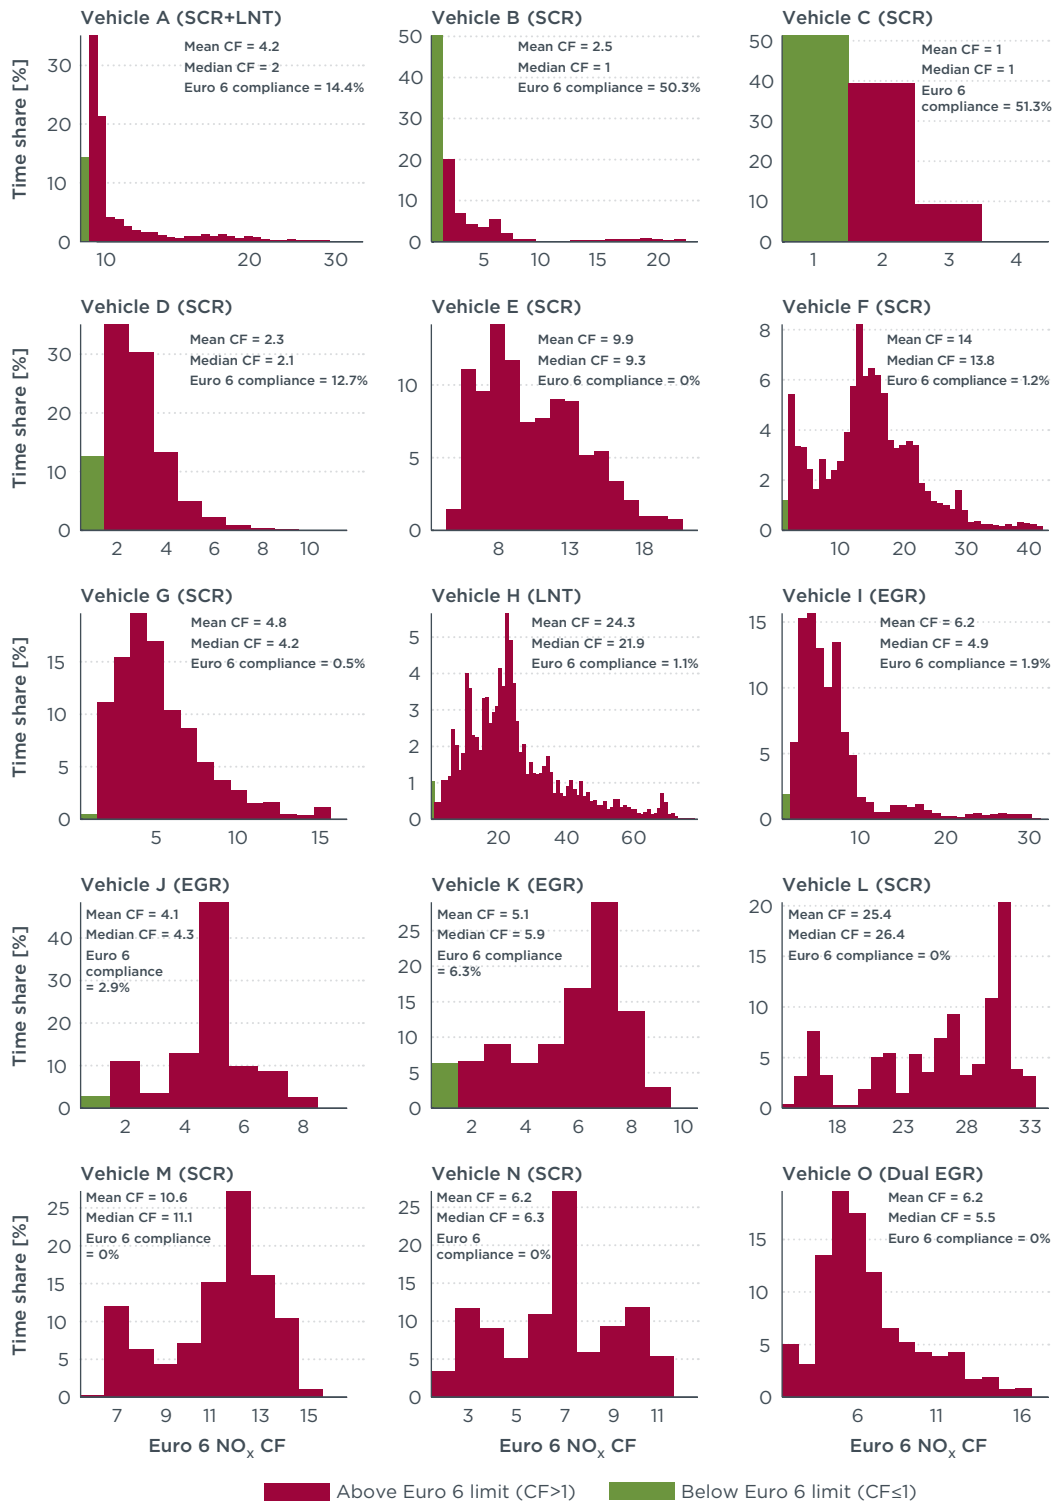 Vehicle A (SCR+LNT)
Time share [%]
30
20
10
0
Mean CF = 4.2
Median CF = 2
Euro 6 compliance = 14.4%
10
20
30
Vehicle B (SCR)
50
40
30
20
10
0
Mean CF = 2.5
Median CF = 1
Euro 6 compliance = 50.3%
5
10
15
20
Vehicle C (SCR)
50
40
30
20
10
0
Mean CF = 1
Median CF = 1
Euro 6
compliance = 51.3%
1
2
3
4
Vehicle D (SCR)
Time share [%]
30
20
10
0
Mean CF = 2.3
Median CF = 2.1
Euro 6 compliance = 12.7%
2
4
6
8
10
Vehicle E (SCR)
10
5
0
Mean CF = 9.9
Median CF = 9.3
Euro 6 compliance = 0%
8
13
18
Vehicle F (SCR)
8
6
4
2
0
Mean CF = 14
Median CF = 13.8
Euro 6 compliance = 1.2%
10
20
30
40
Vehicle G (SCR)
Time share [%]
15
10
5
0
Mean CF = 4.8
Median CF = 4.2
Euro 6 compliance = 0.5%
5
10
15
Vehicle H (LNT)
5
4
3
2
1
0
Mean CF = 24.3
Median CF = 21.9
Euro 6 compliance = 1.1%
20
40
60
Vehicle I (EGR)
15
10
5
0
Mean CF = 6.2
Median CF = 4.9
Euro 6 compliance = 1.9%
10
20
30
Vehicle J (EGR)
Time share [%]
40
30
20
10
0
Mean CF = 4.1
Median CF = 4.3
Euro 6
compliance
= 2.9%
2
4
6
8
Vehicle K (EGR)
25
20
15
10
5
0
Mean CF = 5.1
Median CF = 5.9
Euro 6 compliance
= 6.3%
2
4
6
8
10
Vehicle L (SCR)
20
15
10
5
0
Mean CF = 25.4
Median CF = 26.4
Euro 6 compliance = 0%
18
23
28
33
Vehicle M (SCR)
Time share [%]
25
20
15
10
5
0
Mean CF = 10.6
Median CF = 11.1
Euro 6 compliance
= 0%
7
9
11
13
15
Euro 6 NOx CF
Vehicle N (SCR)
25
20
15
10
5
0
Mean CF = 6.2
Median CF = 6.3
Euro 6
compliance = 0%
3
5
7
9
11
Euro 6 NOx CF
Vehicle O (Dual EGR)
15
10
5
0
Mean CF = 6.2
Median CF = 5.5
Euro 6 compliance = 0%
6
11
16
Euro 6 NOx CF
Above Euro 6 limit (CF>1)
Below Euro 6 limit (CF≤1)